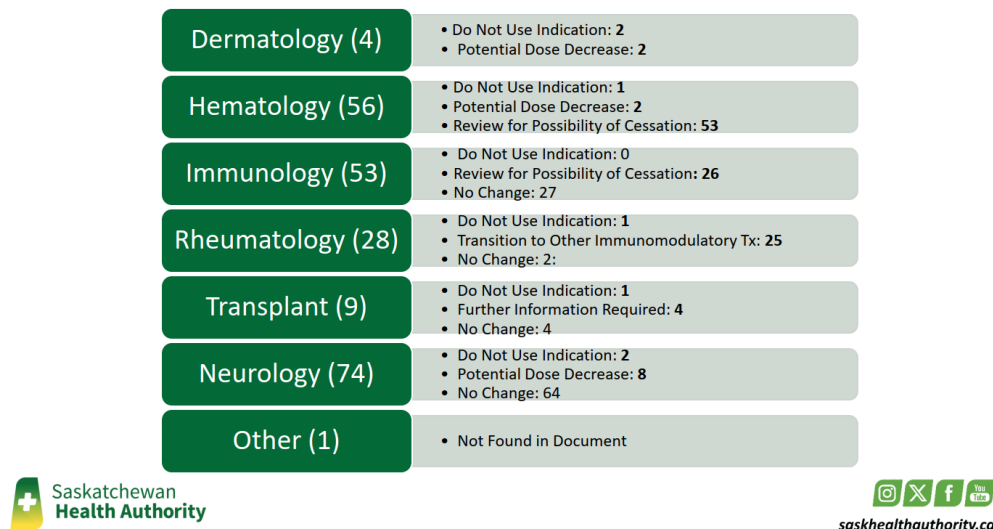 Dermatology (4)
• Do Not Use Indication: 2
• Potential Dose Decrease: 2
Hematology (56)
• Do Not Use Indication: 1
• Potential Dose Decrease: 2
• Review for Possibility of Cessation: 53
Immunology (53)
• Do Not Use Indication: 0
• Review for Possibility of Cessation: 26
• No Change: 27
Rheumatology (28)
• Do Not Use Indication: 1
• Transition to Other Immunomodulatory Tx: 25
• No Change: 2:
Transplant (9)
• Do Not Use Indication: 1
• Further Information Required: 4
• No Change: 4
Neurology (74)
• Do Not Use Indication: 2
• Potential Dose Decrease: 8
• No Change: 64
Other (1)
• Not Found in Document
Saskatchewan
Health Authority
You
Tube
saskhealthauthority.ca